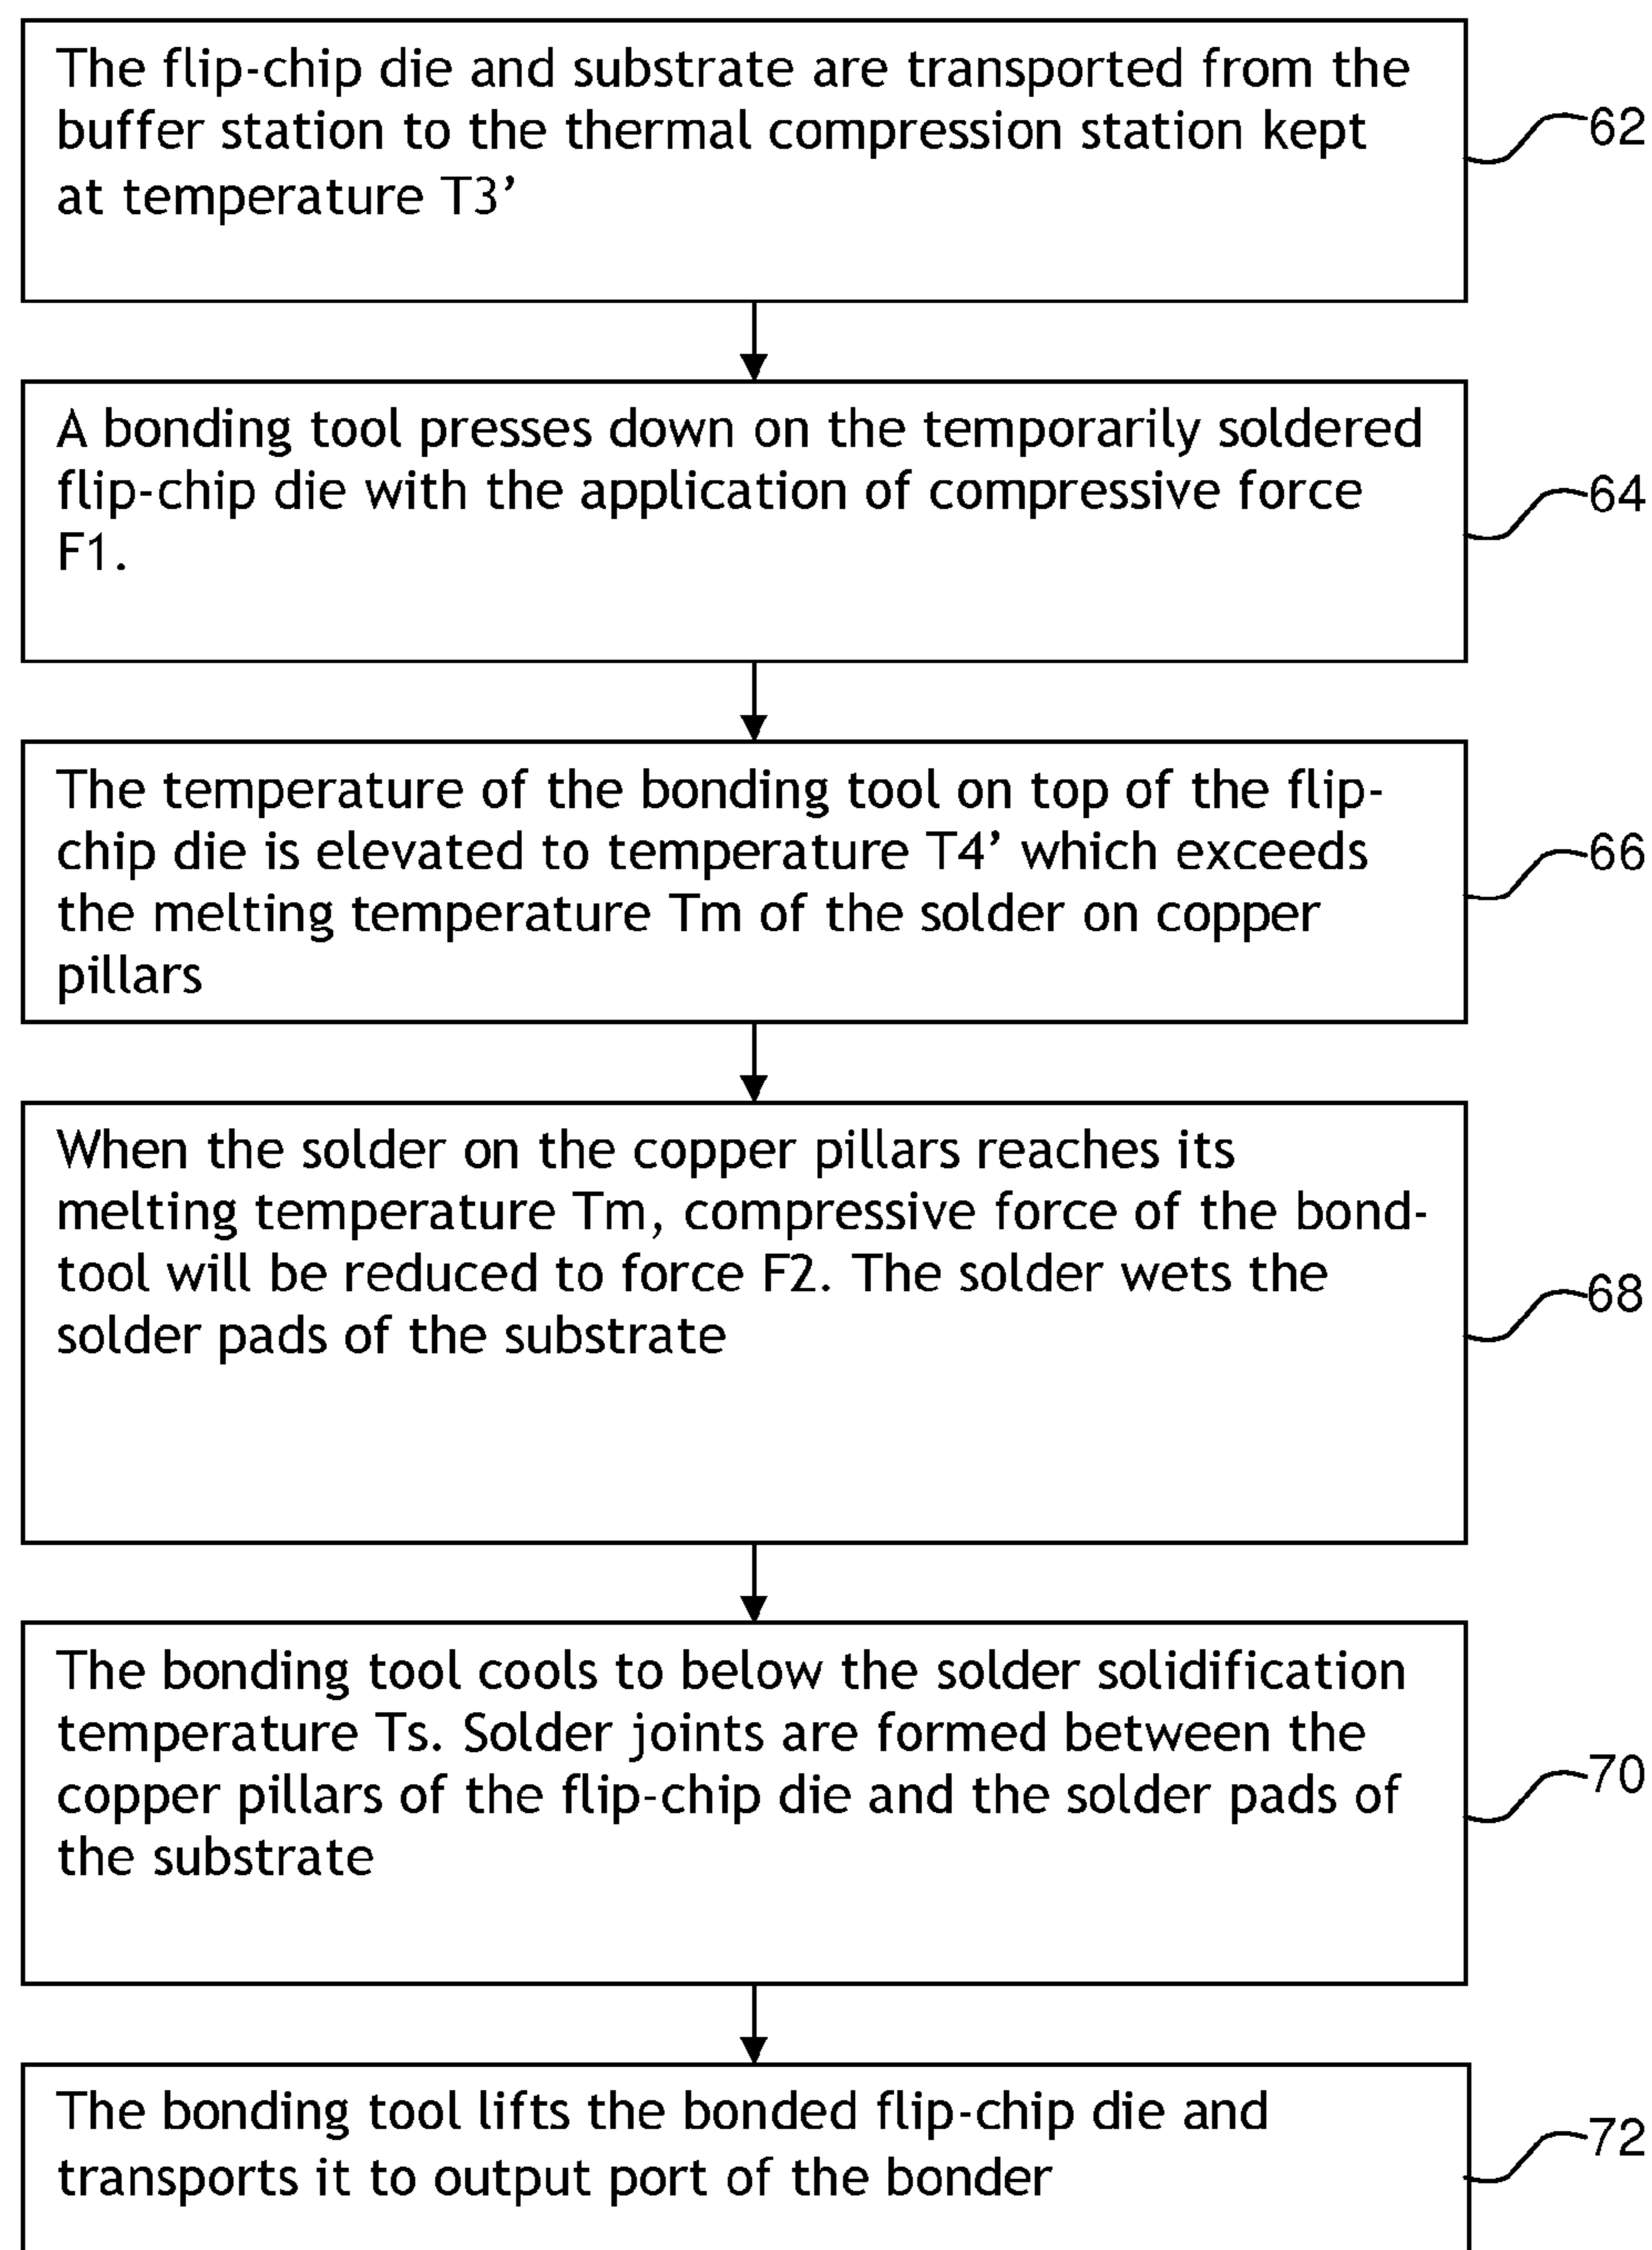 The flip-chip die and substrate are transported from the
buffer station to the thermal compression station kept
at temperature T3’
62
A bonding tool presses down on the temporarily soldered
flip-chip die with the application of compressive force
F1.
64
The temperature of the bonding tool on top of the flip-
chip die is elevated to temperature T4’ which exceeds
the melting temperature Tm of the solder on copper
pillars
66
When the solder on the copper pillars reaches its
melting temperature Tm, compressive force of the bond-
tool will be reduced to force F2. The solder wets the
solder pads of the substrate
68
The bonding tool cools to below the solder solidification
temperature Ts. Solder joints are formed between the
copper pillars of the flip-chip die and the solder pads of
the substrate
70
The bonding tool lifts the bonded flip-chip die and
transports it to output port of the bonder
72